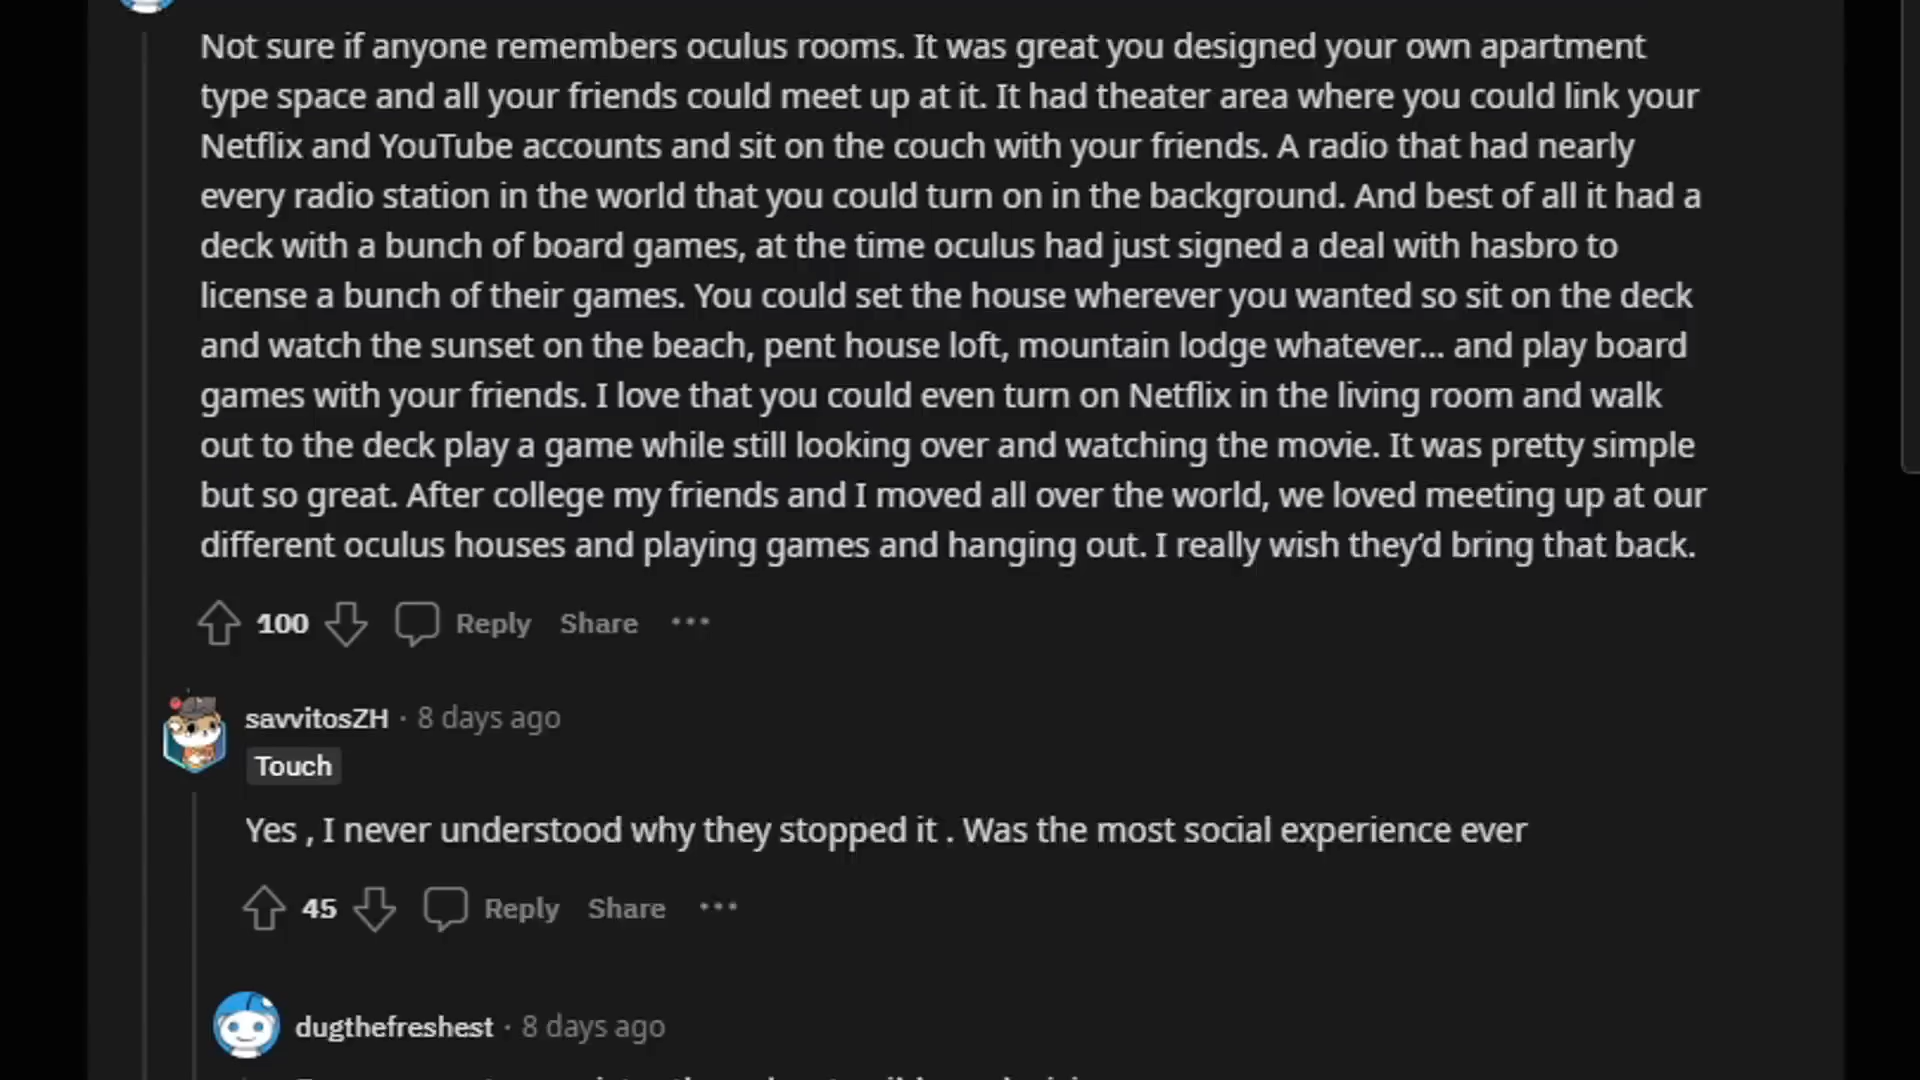 Not sure if anyone remembers oculus rooms. It was great you designed your own apartment
type space and all your friends could meet up at it. It had theater area where you could link your
Netflix and YouTube accounts and sit on the couch with your friends. A radio that had nearly
every radio station in the world that you could turn on in the background. And best of all it had a
deck with a bunch of board games, at the time oculus had just signed a deal with hasbro to
license a bunch of their games. You could set the house wherever you wanted so sit on the deck
and watch the sunset on the beach, pent house loft, mountain lodge whatever... and play board
games with your friends. I love that you could even turn on Netflix in the living room and walk
out to the deck play a game while still looking over and watching the movie. It was pretty simple
but so great. After college my friends and I moved all over the world, we loved meeting up at our
different oculus houses and playing games and hanging out. I really wish they’d bring that back.
100 Reply Share ···
savvitosZH · 8 days ago
Touch
Yes , I never understood why they stopped it . Was the most social experience ever
45 Reply Share ···
dugthefreshest · 8 days ago